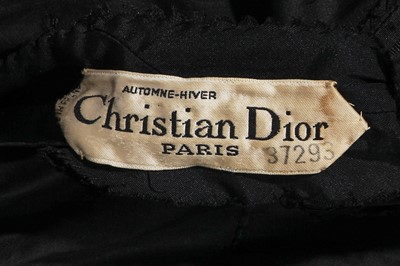 AUTOMNE-HIVER
Christian Dior
PARIS 37293